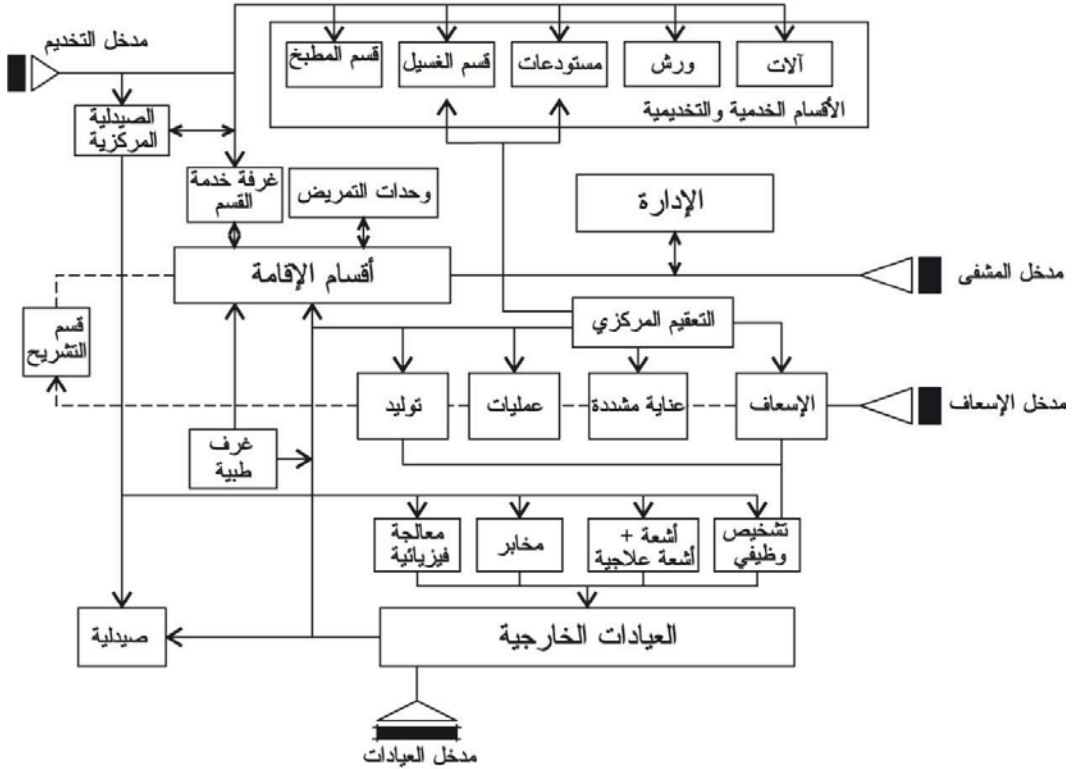 مدخل التخديم
آلات
ورش
مستودعات
قسم الغسيل
قسم المطبخ
الأقسام الخدمية والتخديمية
الصيدلية
المركزية
غرفة خدمة
القسم
وحدات التمريض
الإدارة
أقسام الإقامة
مدخل المشفى
التعقيم المركزي
قسم
التشريح
مدخل الإسعاف
الإسعاف
عناية مشددة
عمليات
توليد
غرف
طبية
تشخيص
وظيفي
أشعة +
أشعة علاجية
مخابر
معالجة
فيزيائية
العيادات الخارجية
صيدلية
مدخل العيادات